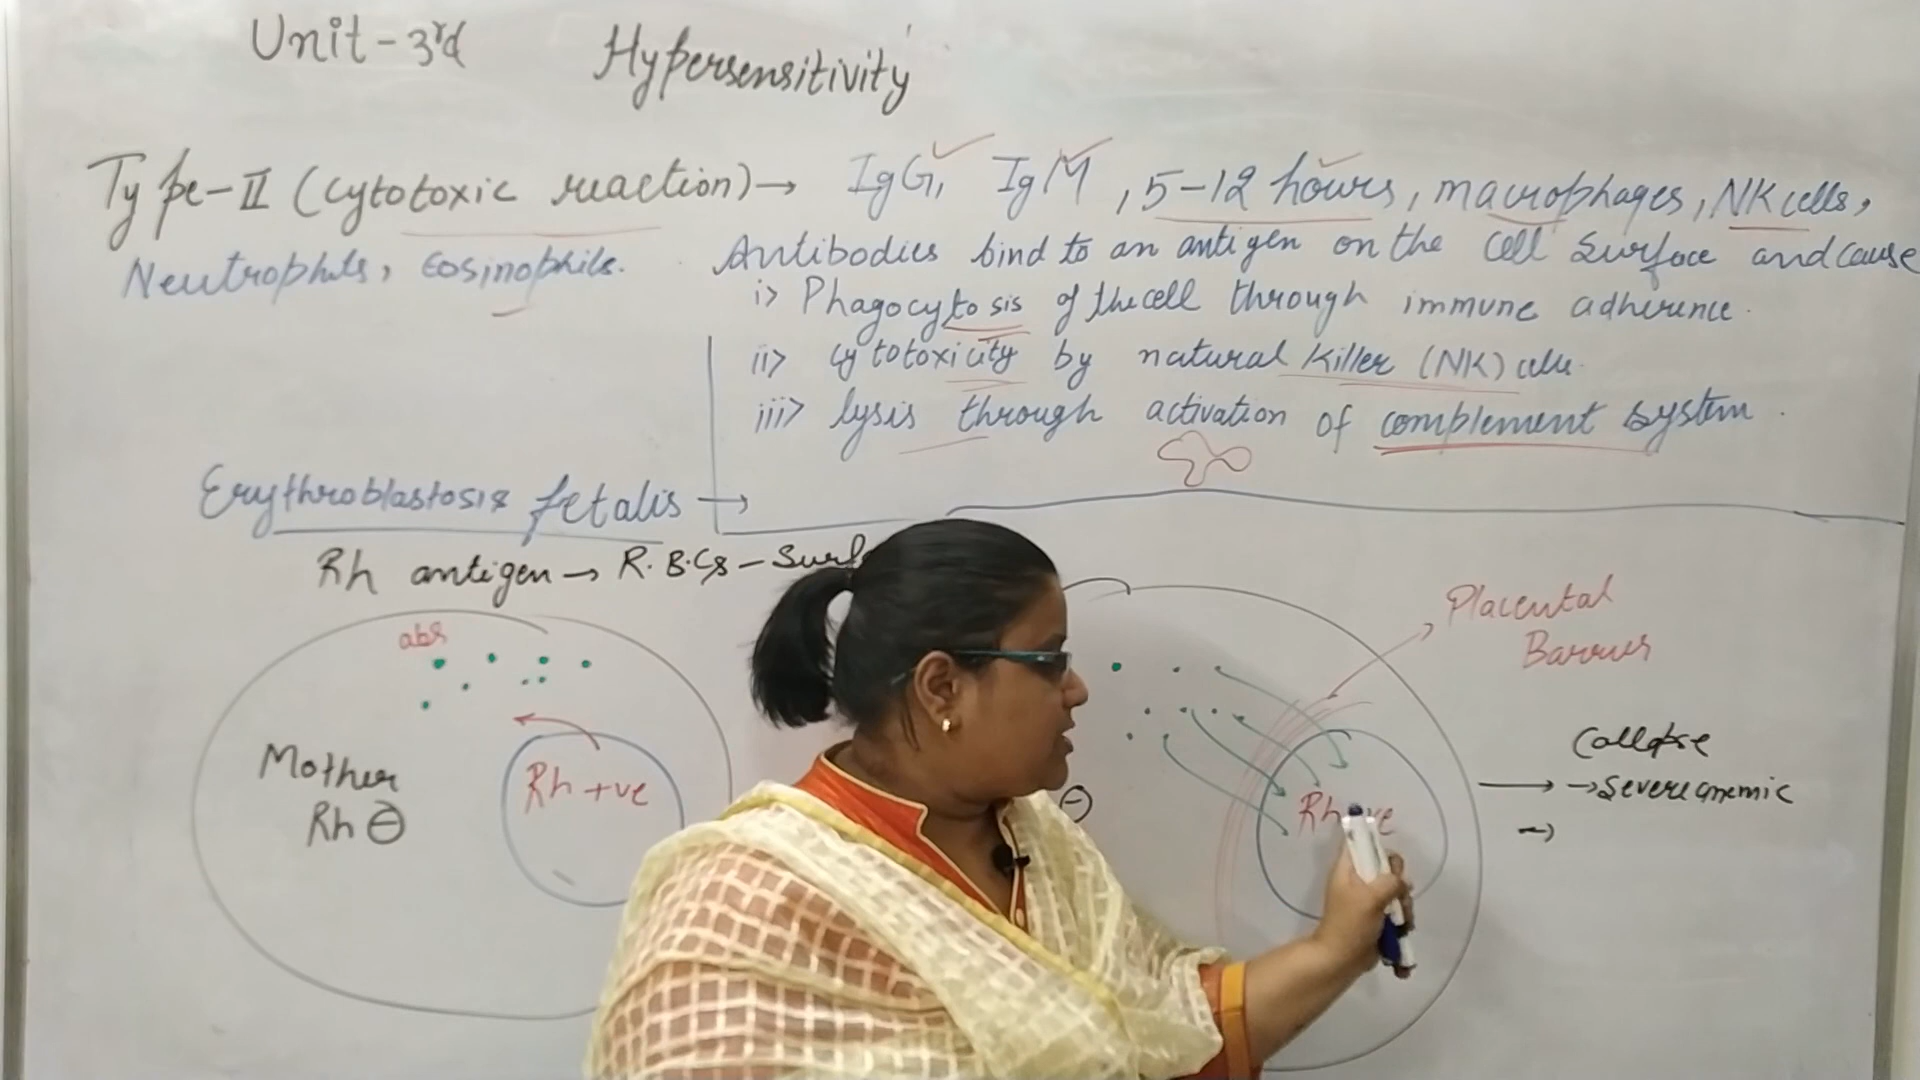 Unit - 3rd Hypersensitivity
Type-II (Cytotoxic reaction) → IgG, IgM, 5-12 hours, macrophages, NK cells,
Neutrophils, Eosinophils.
Antibodies bind to an antigen on the cell surface and cause
i> Phagocytosis of the cell through immune adherence.
ii> Cytotoxicity by natural Killer (NK) cells.
iii> lysis through activation of complement system.
Erythroblastosis fetalis →
Rh antigen → R.B.Cs - Surf
abs
Mother
Rh ⊖
Rh +ve
⊖
Rh ve
Placental
Barrier
→ Severe anemic
→